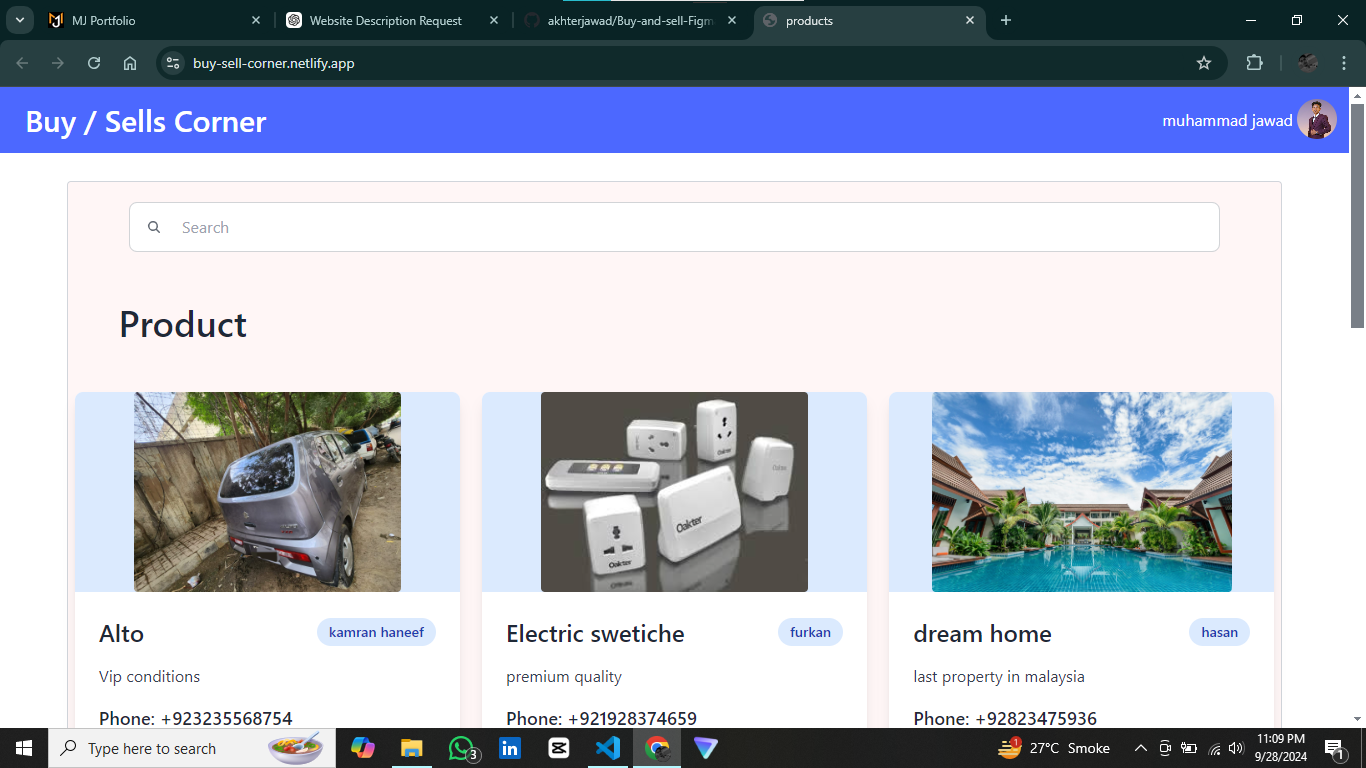 MJ Portfolio
Website Description Request
akhterjawad/Buy-and-sell-Figm
products
buy-sell-corner.netlify.app
Buy / Sells Corner
muhammad jawad
Search
Product
Oakter
Oakter
Oakter
Alto
kamran haneef
Electric swetiche
furkan
dream home
hasan
Vip conditions
premium quality
last property in malaysia
Phone: +923235568754
Phone: +921928374659
Phone: +92823475936
Type here to search
3
1
27°C Smoke
11:09 PM
9/28/2024
1